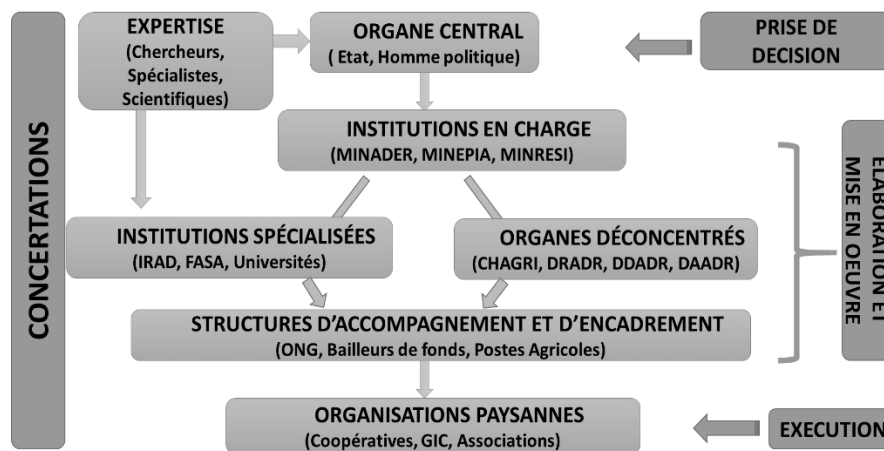 EXPERTISE
(Chercheurs,
Spécialistes,
Scientifiques)
ORGANE CENTRAL
( Etat, Homme politique)
PRISE DE
DECISION
CONCERTATIONS
INSTITUTIONS EN CHARGE
(MINADER, MINEPIA, MINRESI)
ELABORATION ET
MISE EN OEUVRE
INSTITUTIONS SPÉCIALISÉES
(IRAD, FASA, Universités)
ORGANES DÉCONCENTRÉS
(CHAGRI, DRADR, DDADR, DAADR)
STRUCTURES D’ACCOMPAGNEMENT ET D’ENCADREMENT
(ONG, Bailleurs de fonds, Postes Agricoles)
ORGANISATIONS PAYSANNES
(Coopératives, GIC, Associations)
EXECUTION